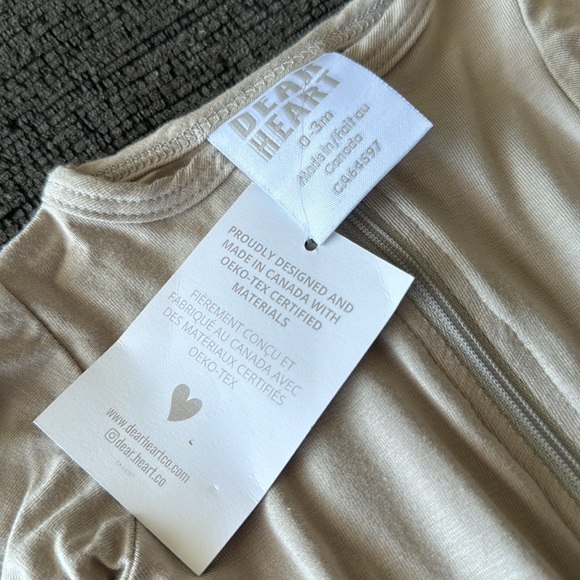 DEAR
HEART
0-3m
Made in/Fait au
Canada
CA64597
PROUDLY DESIGNED AND
MADE IN CANADA WITH
OEKO-TEX CERTIFIED
MATERIALS
FIÈREMENT CONÇU ET
FABRIQUÉ AU CANADA AVEC
DES MATÉRIAUX CERTIFIÉS
OEKO-TEX
www.dearheartco.com
@dear.heart.co